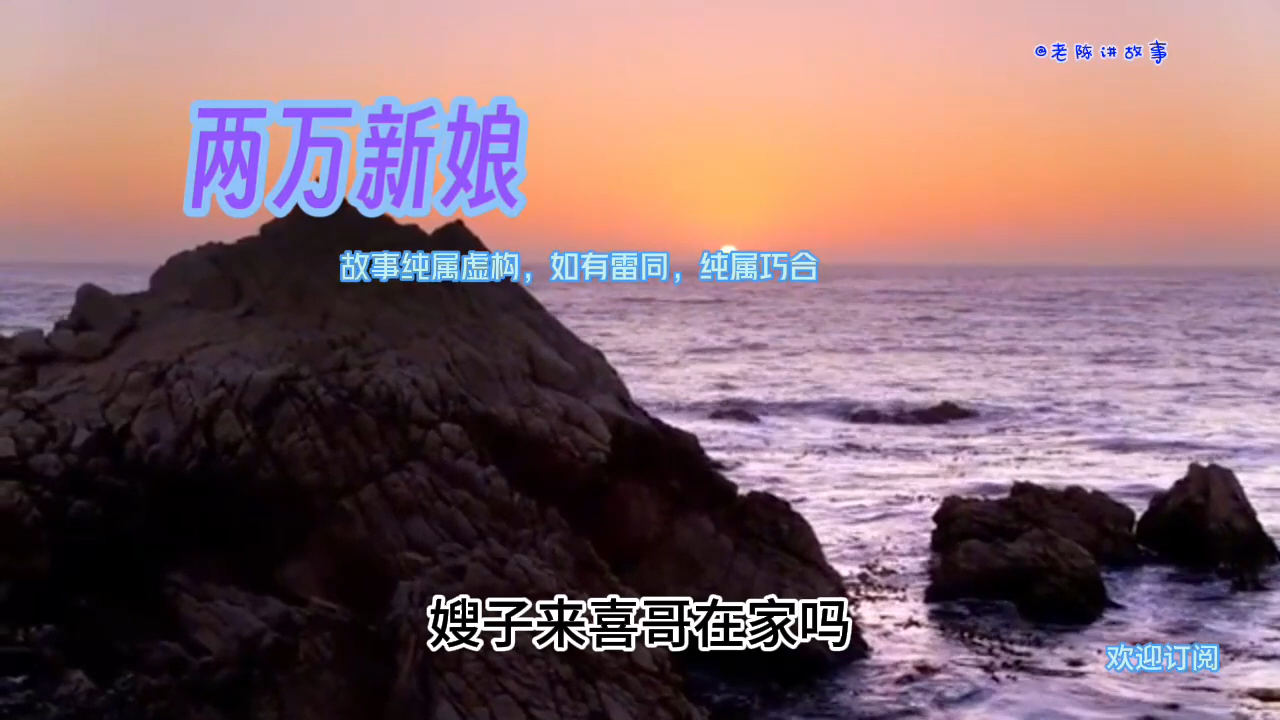 @老陈讲故事
两万新娘
故事纯属虚构，如有雷同，纯属巧合
嫂子来喜哥在家吗
欢迎订阅